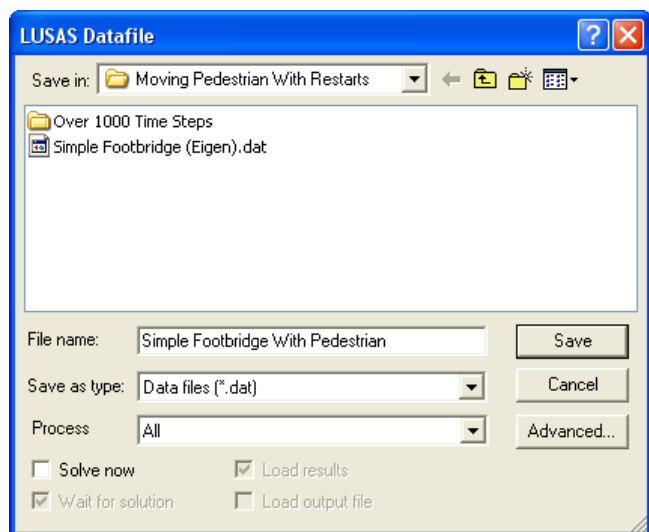 LUSAS Datafile
Save in: Moving Pedestrian With Restarts
Over 1000 Time Steps
Simple Footbridge (Eigen).dat
File name: Simple Footbridge With Pedestrian Save
Save as type: Data files (*.dat) Cancel
Process All Advanced...
Solve now Load results
Wait for solution Load output file